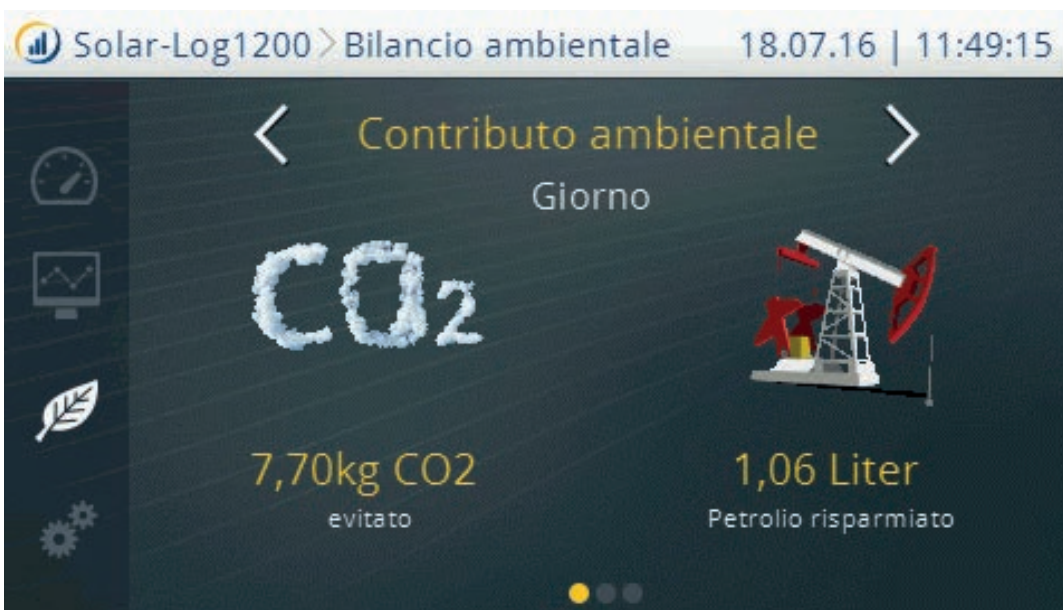 Solar-Log1200 > Bilancio ambientale 18.07.16 | 11:49:15
Contributo ambientale
Giorno
CO2
7,70kg CO2
evitato
1,06 Liter
Petrolio risparmiato